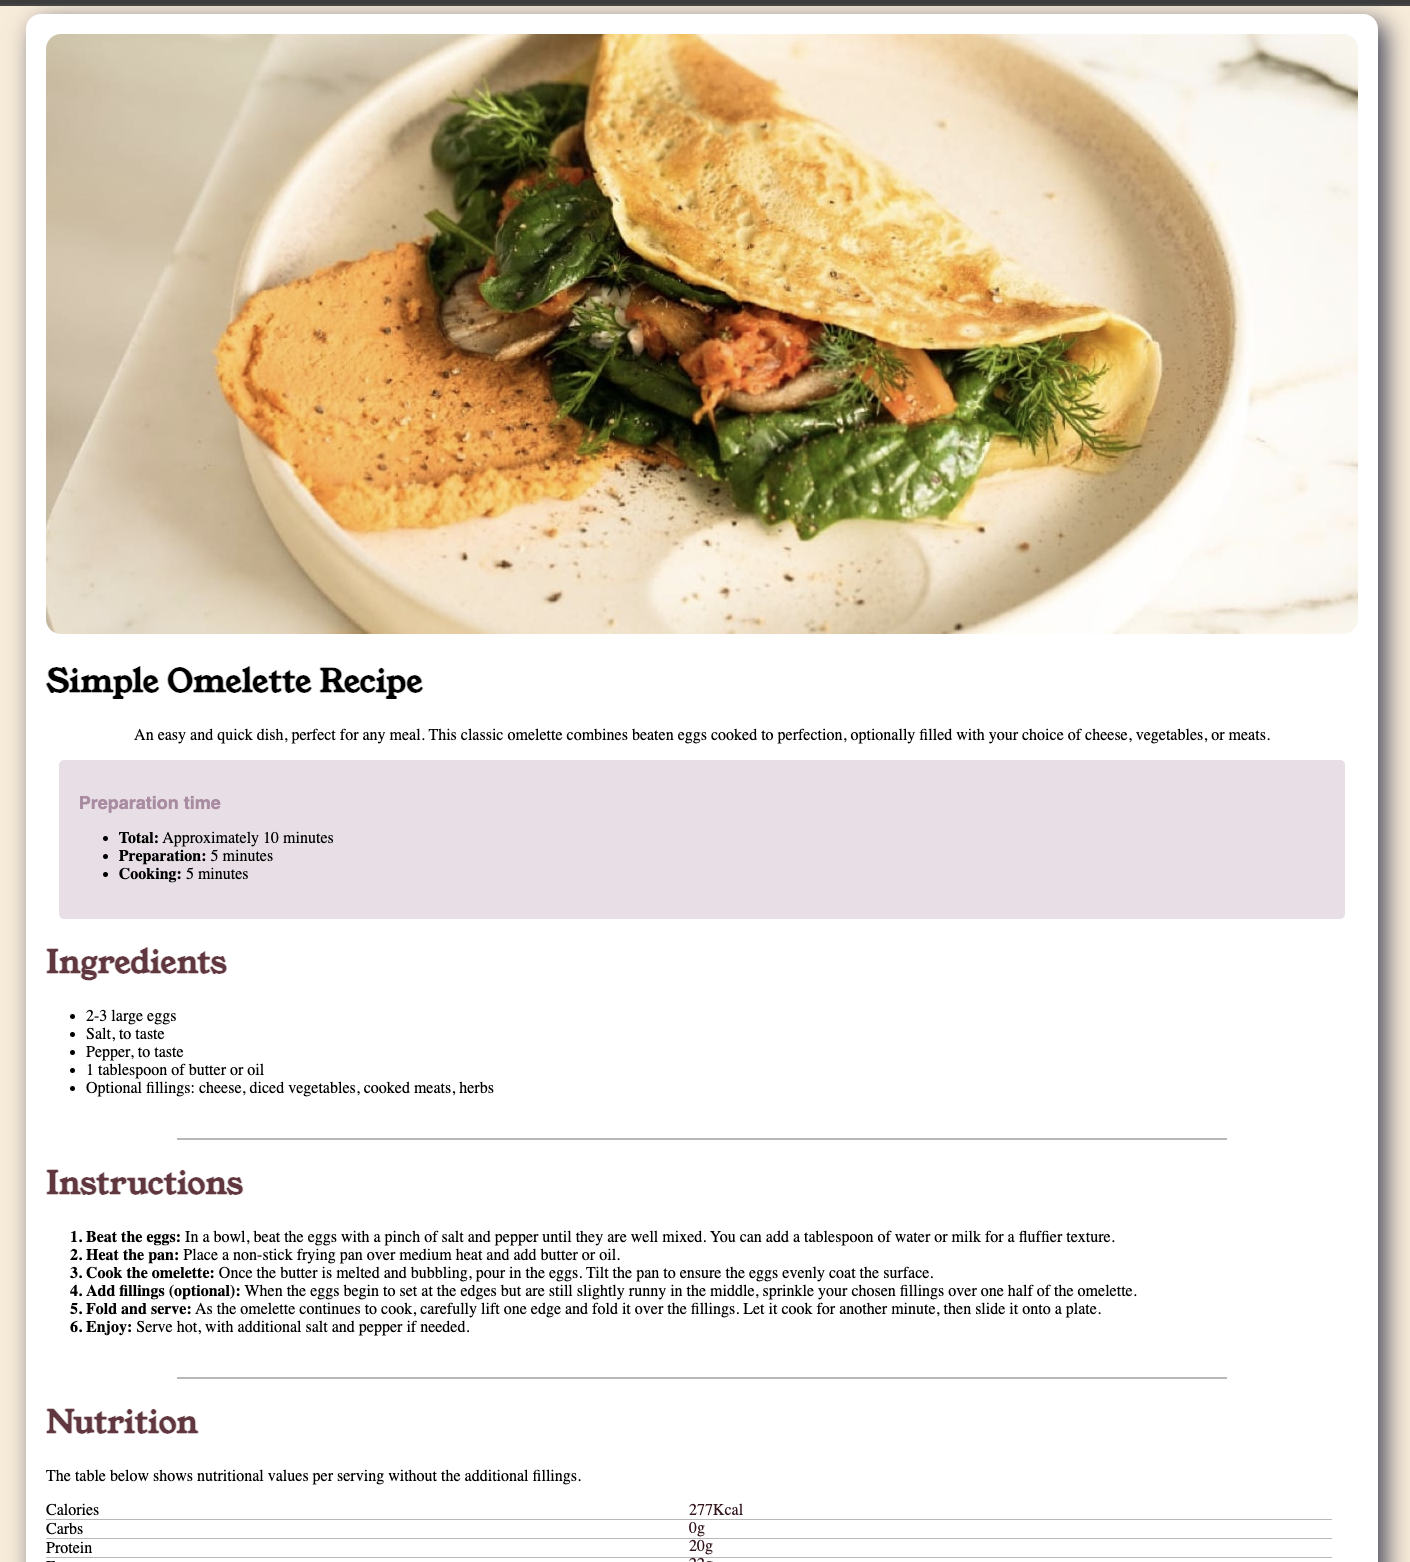 Simple Omelette Recipe
An easy and quick dish, perfect for any meal. This classic omelette combines beaten eggs cooked to perfection, optionally filled with your choice of cheese, vegetables, or meats.
Preparation time
• Total: Approximately 10 minutes
• Preparation: 5 minutes
• Cooking: 5 minutes
Ingredients
• 2-3 large eggs
• Salt, to taste
• Pepper, to taste
• 1 tablespoon of butter or oil
• Optional fillings: cheese, diced vegetables, cooked meats, herbs
Instructions
1. Beat the eggs: In a bowl, beat the eggs with a pinch of salt and pepper until they are well mixed. You can add a tablespoon of water or milk for a fluffier texture.
2. Heat the pan: Place a non-stick frying pan over medium heat and add butter or oil.
3. Cook the omelette: Once the butter is melted and bubbling, pour in the eggs. Tilt the pan to ensure the eggs evenly coat the surface.
4. Add fillings (optional): When the eggs begin to set at the edges but are still slightly runny in the middle, sprinkle your chosen fillings over one half of the omelette.
5. Fold and serve: As the omelette continues to cook, carefully lift one edge and fold it over the fillings. Let it cook for another minute, then slide it onto a plate.
6. Enjoy: Serve hot, with additional salt and pepper if needed.
Nutrition
The table below shows nutritional values per serving without the additional fillings.
Calories 277Kcal
Carbs 0g
Protein 20g